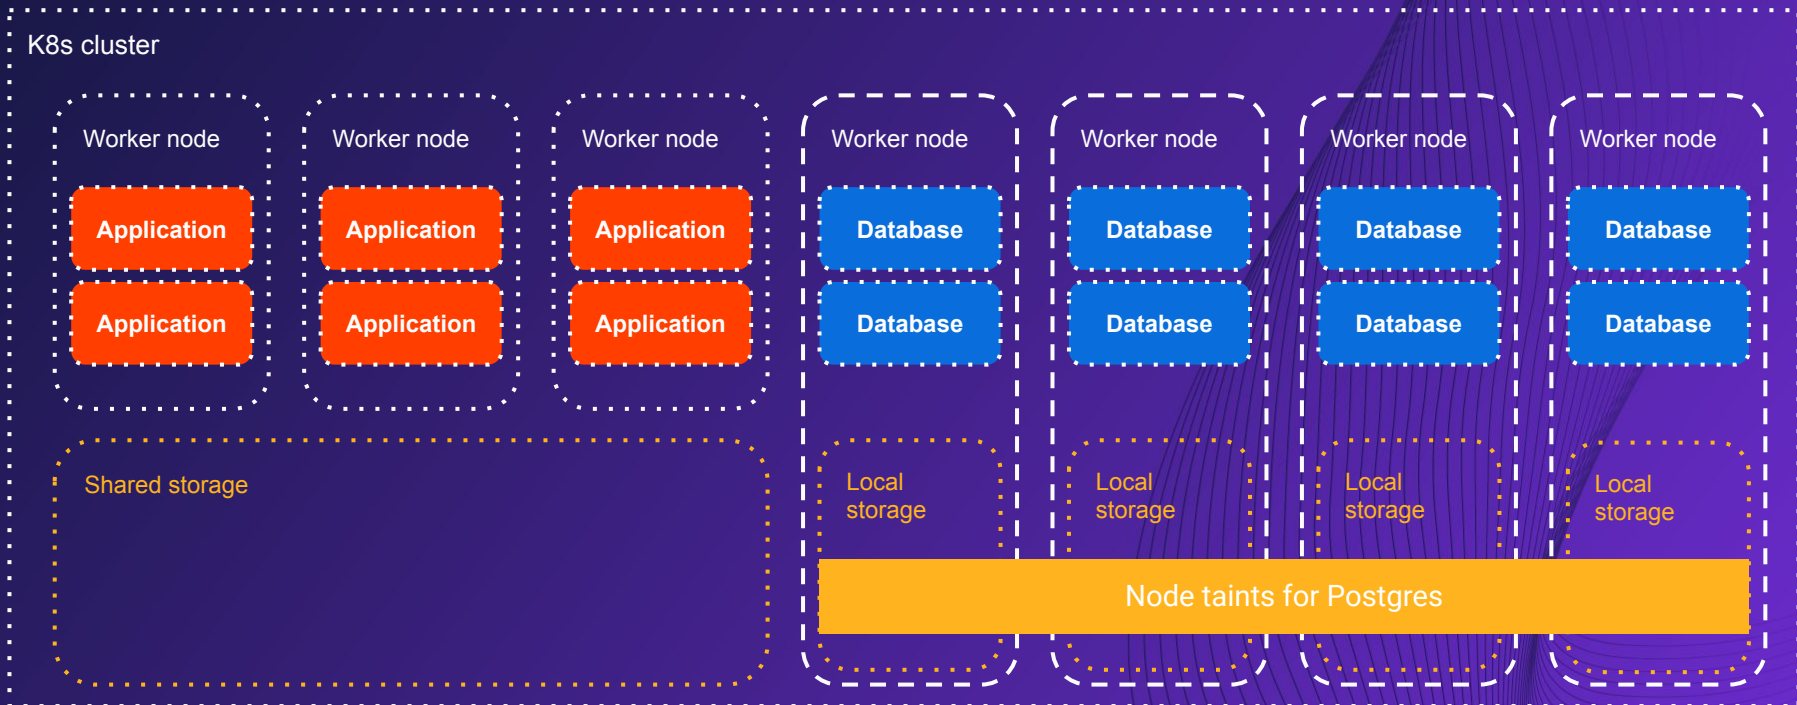 K8s cluster
Worker node
Worker node
Worker node
Worker node
Worker node
Worker node
Worker node
Application
Application
Application
Database
Database
Database
Database
Application
Application
Application
Database
Database
Database
Database
Shared storage
Local
storage
Local
storage
Local
storage
Local
storage
Node taints for Postgres